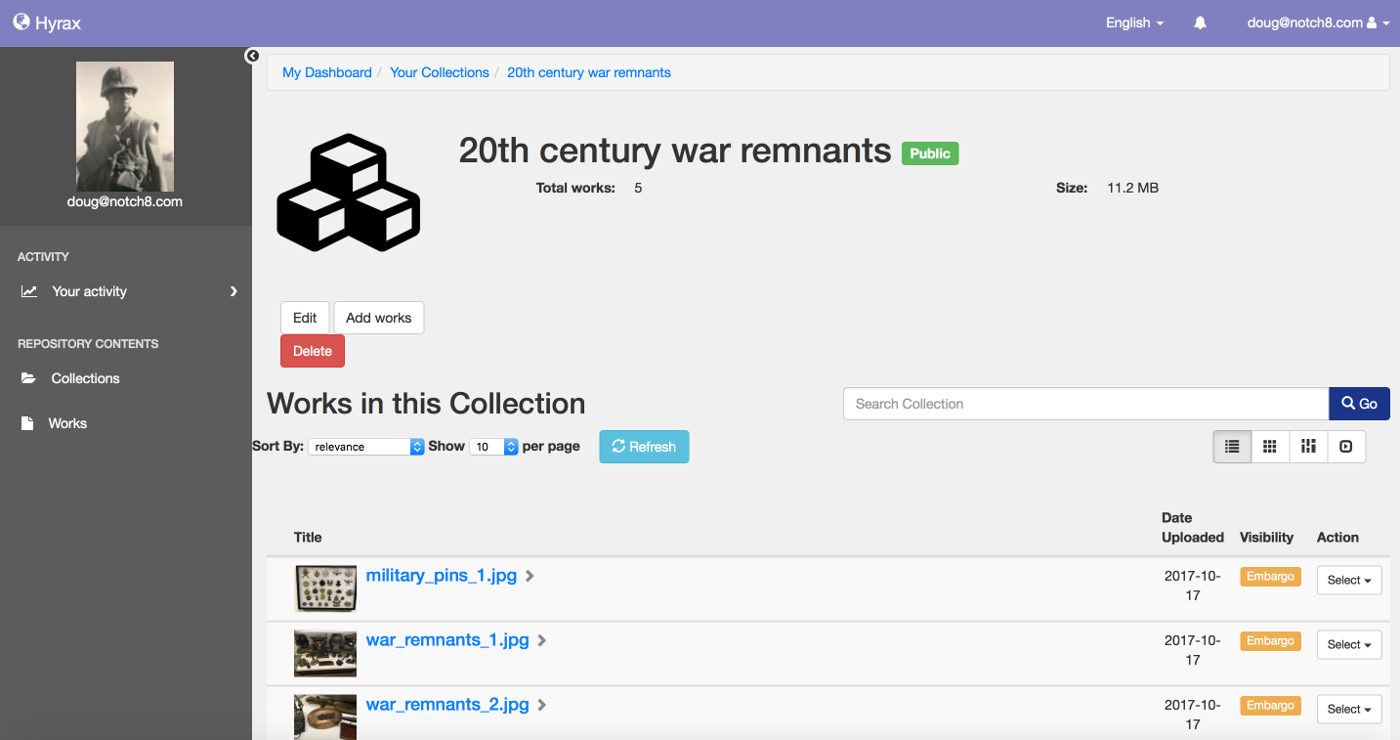 Hyrax
English
doug@notch8.com
doug@notch8.com
ACTIVITY
Your activity
REPOSITORY CONTENTS
Collections
Works
My Dashboard / Your Collections / 20th century war remnants
20th century war remnants Public
Total works: 5 Size: 11.2 MB
Edit Add works
Delete
Works in this Collection
Search Collection Go
Sort By: relevance Show 10 per page Refresh
Title Date Uploaded Visibility Action
military_pins_1.jpg 2017-10-17 Embargo Select
war_remnants_1.jpg 2017-10-17 Embargo Select
war_remnants_2.jpg 2017-10-17 Embargo Select